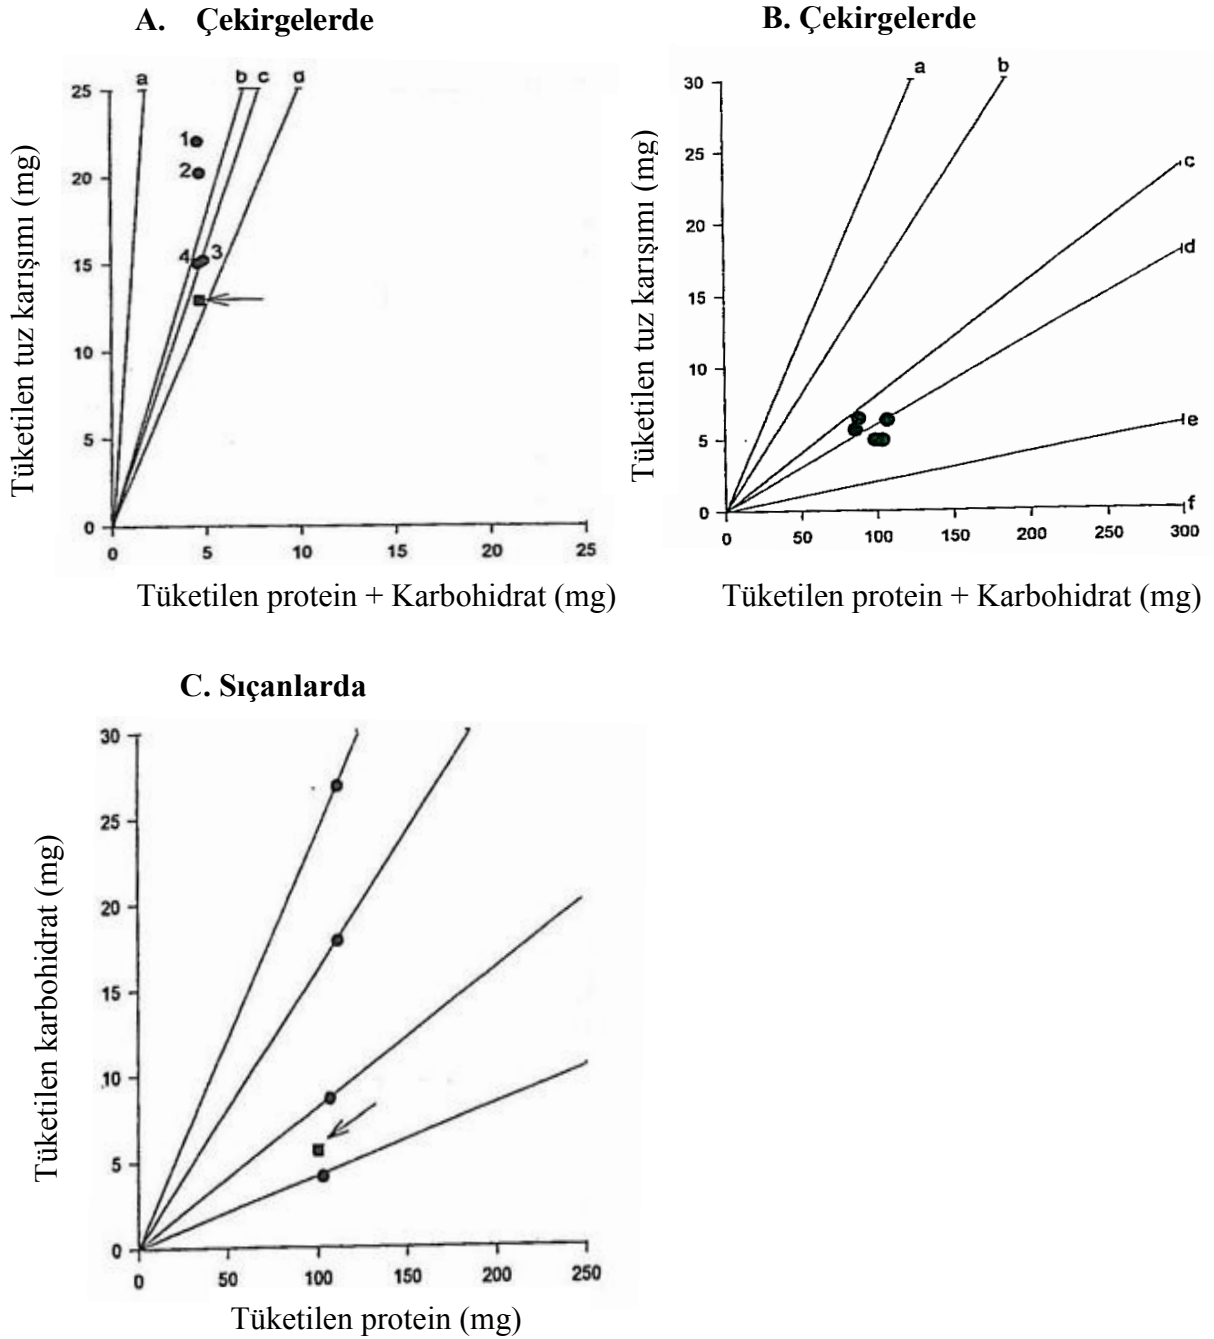 A. Çekirgelerde
a b c d
25
20
15
10
5
0
1
2
4 3
0 5 10 15 20 25
Tüketilen tuz karışımı (mg)
Tüketilen protein + Karbohidrat (mg)
B. Çekirgelerde
a b
c
d
e
f
30
25
20
15
10
5
0
0 50 100 150 200 250 300
Tüketilen tuz karışımı (mg)
Tüketilen protein + Karbohidrat (mg)
C. Sıçanlarda
30
25
20
15
10
5
0
0 50 100 150 200 250
Tüketilen karbohidrat (mg)
Tüketilen protein (mg)